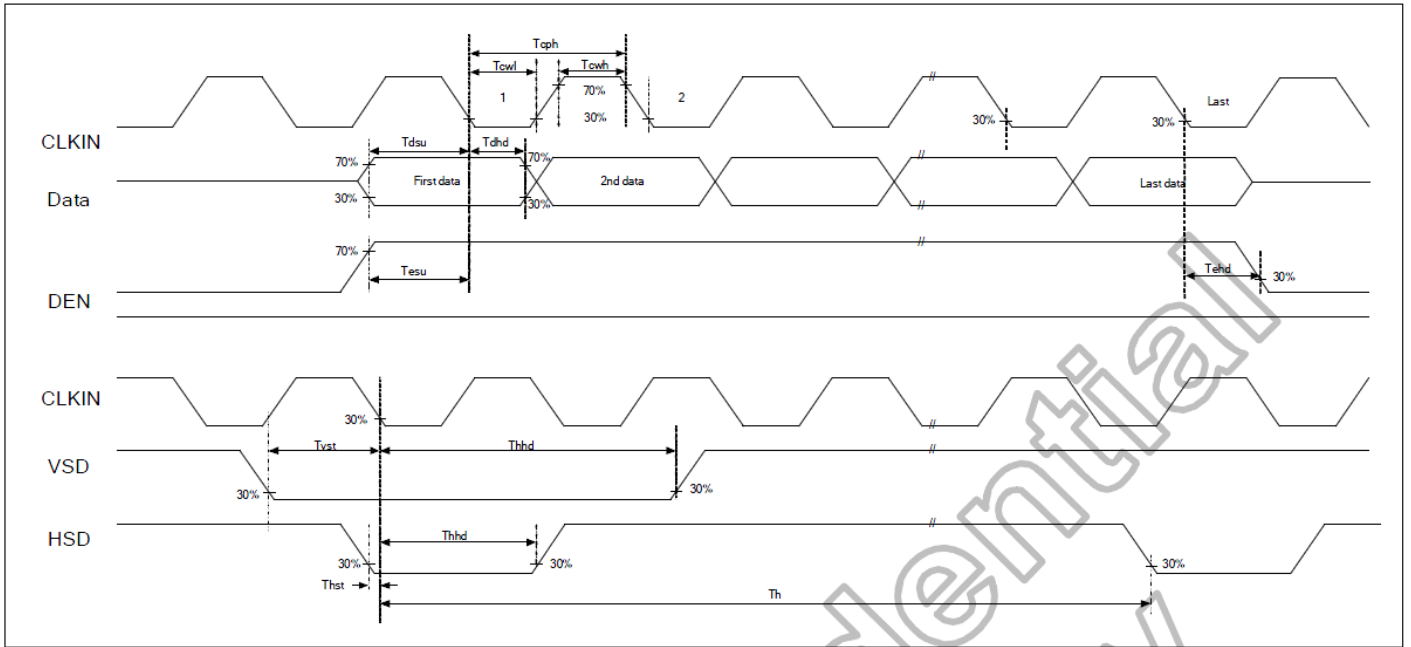 Tcph
Tcwl
Tcwh
1
70%
30%
2
//
30%
30%
Last
CLKIN
Tdsu
Tdhd
70%
70%
First data
2nd data
//
Last data
30%
30%
//
Data
70%
//
Tesu
Tehd
30%
DEN
CLKIN
30%
//
Tvst
Thhd
//
VSD
30%
30%
HSD
//
Thhd
30%
30%
30%
Thst
Th
dential
y